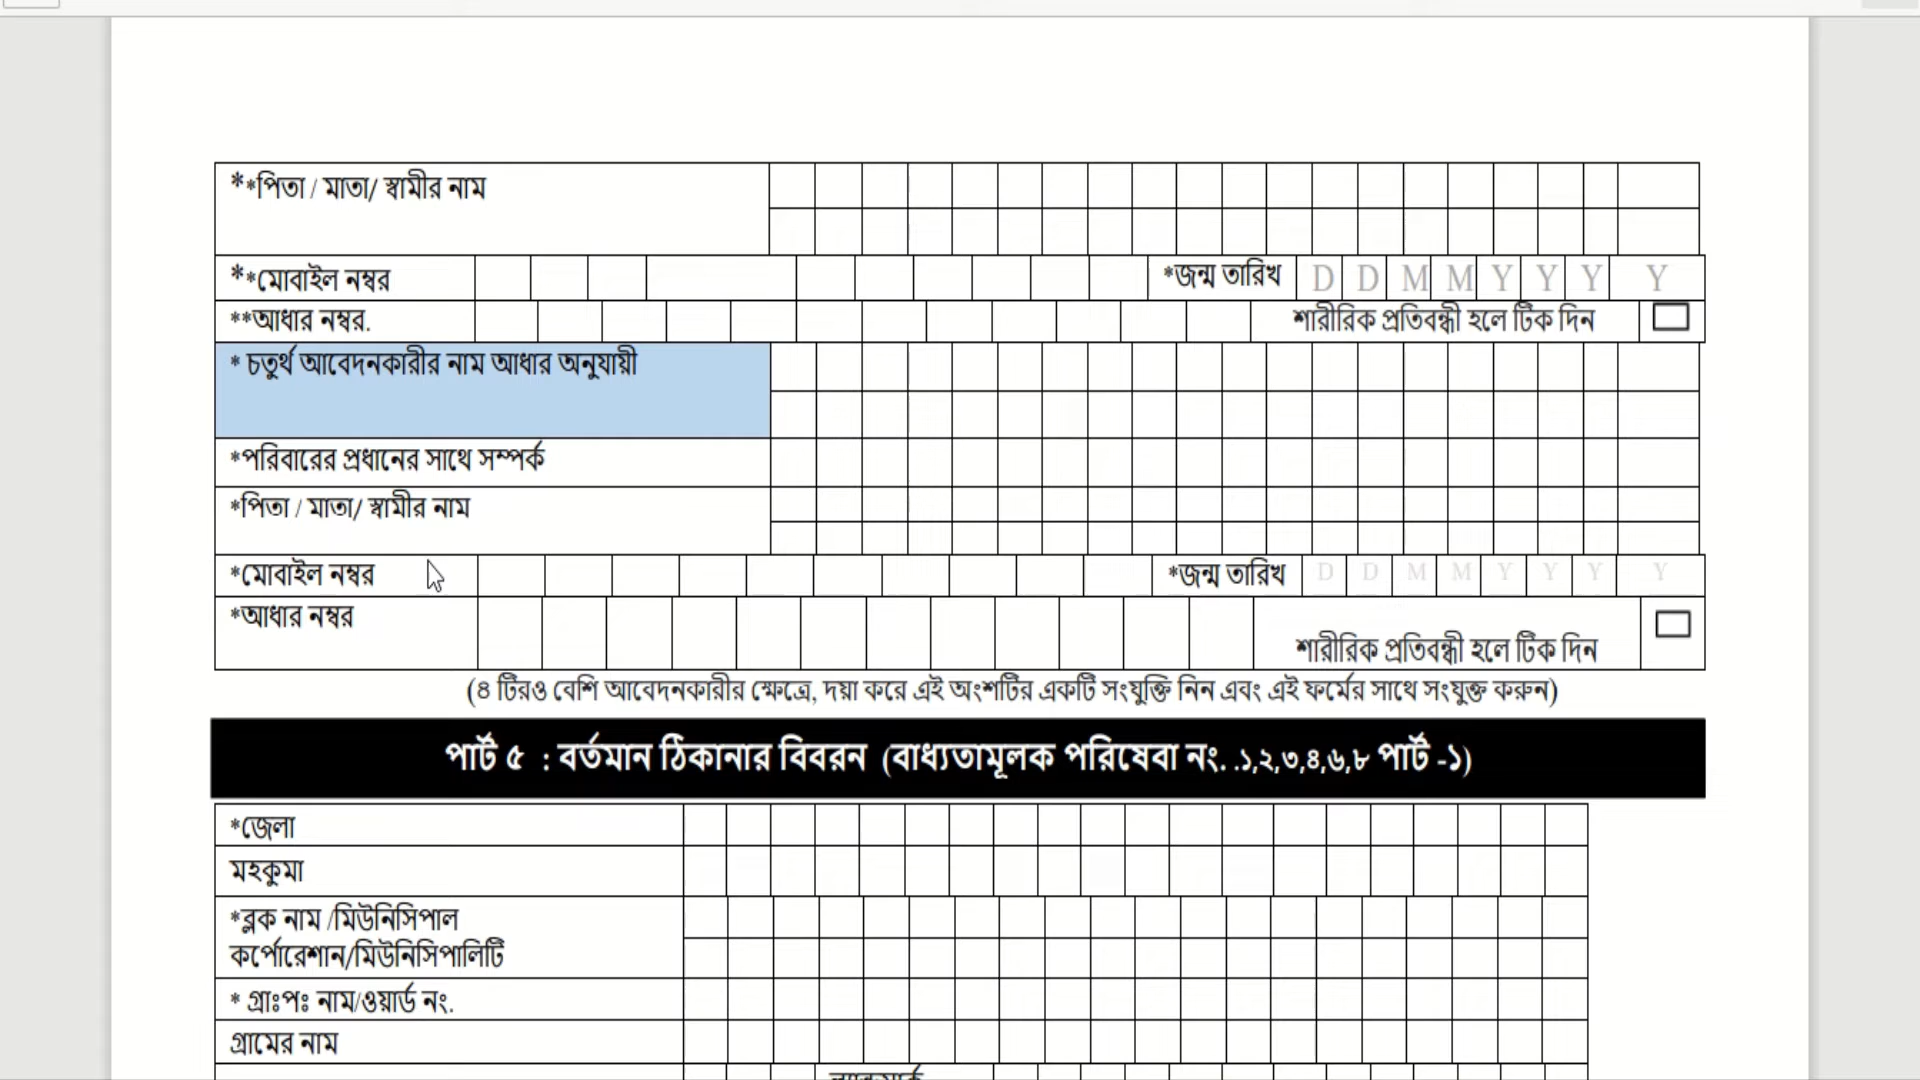 **পিতা / মাতা/ স্বামীর নাম
**মোবাইল নম্বর *জন্ম তারিখ D D M M Y Y Y Y
**আধার নম্বর. শারীরিক প্রতিবন্ধী হলে টিক দিন
* চতুর্থ আবেদনকারীর নাম আধার অনুযায়ী
*পরিবারের প্রধানের সাথে সম্পর্ক
*পিতা / মাতা/ স্বামীর নাম
*মোবাইল নম্বর *জন্ম তারিখ D D M M Y Y Y Y
*আধার নম্বর
শারীরিক প্রতিবন্ধী হলে টিক দিন
(৪ টিরও বেশি আবেদনকারীর ক্ষেত্রে, দয়া করে এই অংশটির একটি সংযুক্তি নিন এবং এই ফর্মের সাথে সংযুক্ত করুন)
পার্ট ৫ : বর্তমান ঠিকানার বিবরন (বাধ্যতামূলক পরিষেবা নং. .১,২,৩,৪,৬,৮ পার্ট -১)
*জেলা
মহকুমা
*ব্লক নাম /মিউনিসিপাল
কর্পোরেশান/মিউনিসিপালিটি
* গ্রাঃপঃ নাম/ওয়ার্ড নং.
গ্রামের নাম